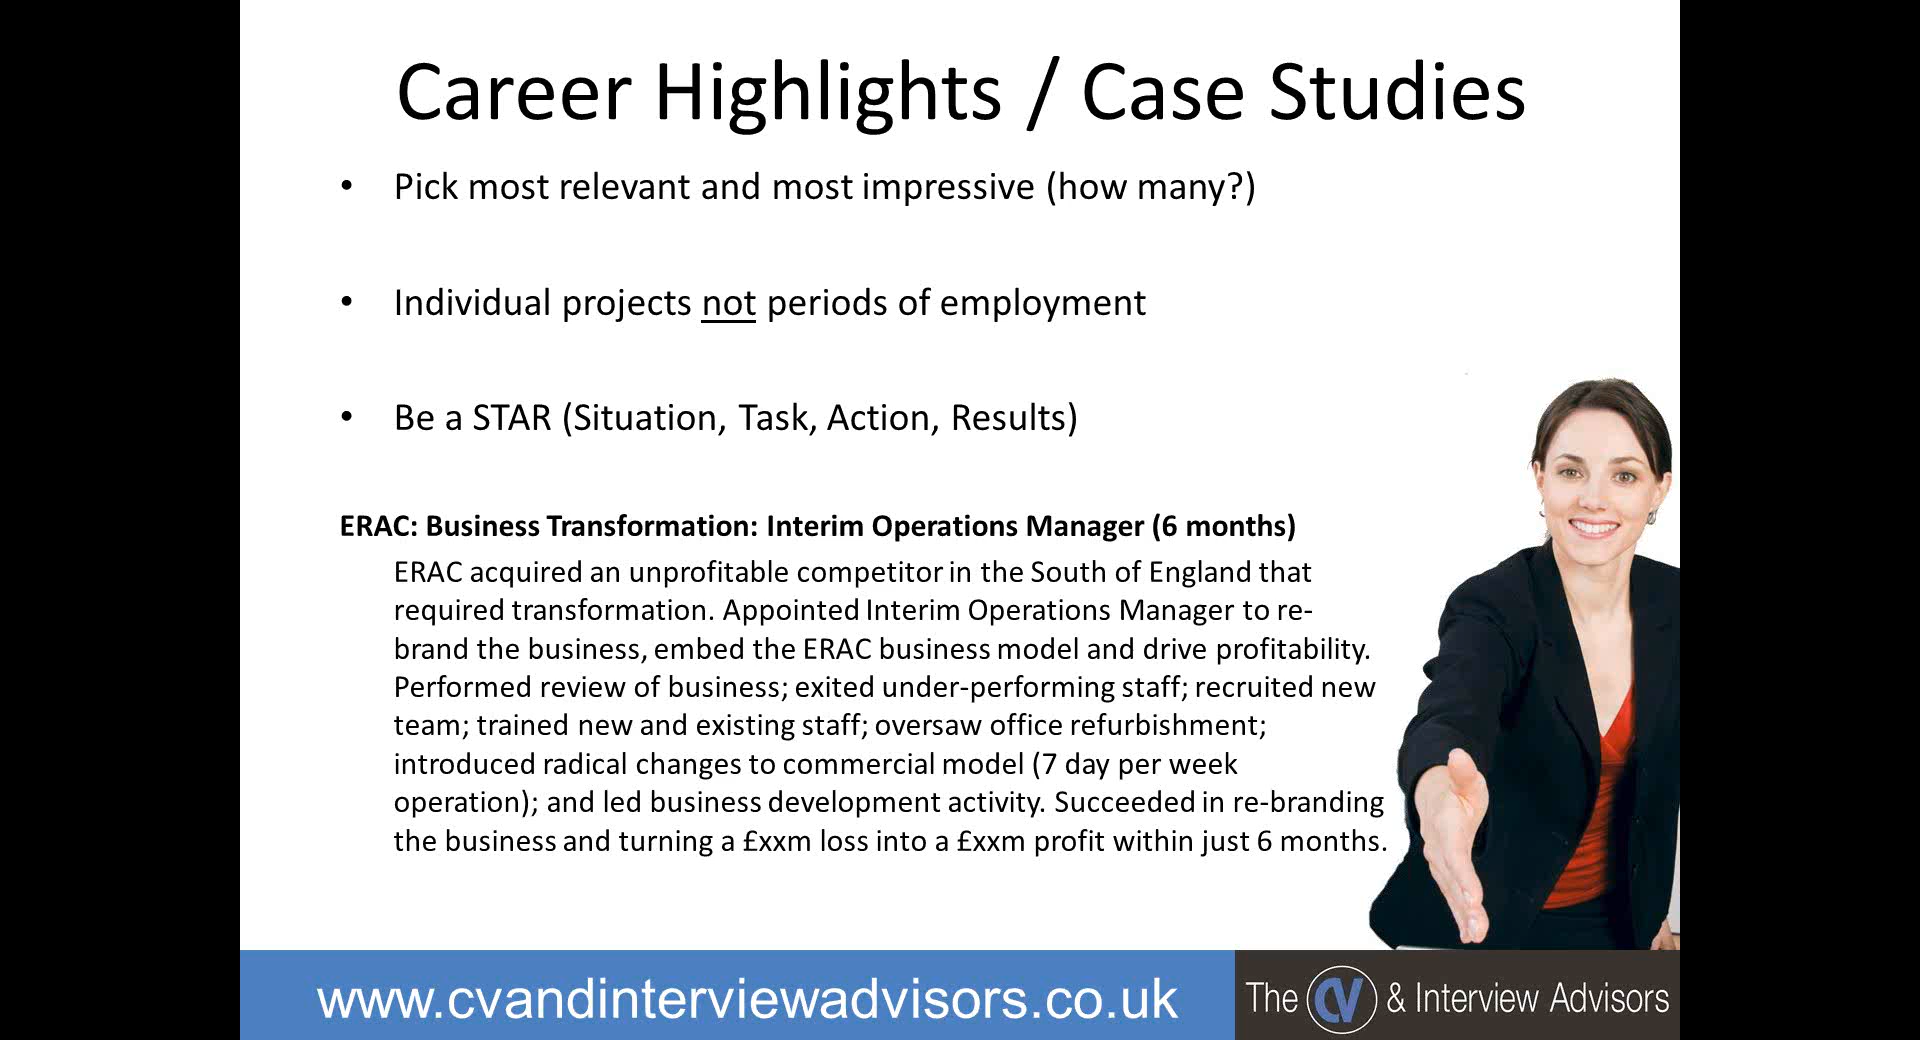 Career Highlights / Case Studies
• Pick most relevant and most impressive (how many?)
• Individual projects not periods of employment
• Be a STAR (Situation, Task, Action, Results)
ERAC: Business Transformation: Interim Operations Manager (6 months)
ERAC acquired an unprofitable competitor in the South of England that
required transformation. Appointed Interim Operations Manager to re-
brand the business, embed the ERAC business model and drive profitability.
Performed review of business; exited under-performing staff; recruited new
team; trained new and existing staff; oversaw office refurbishment;
introduced radical changes to commercial model (7 day per week
operation); and led business development activity. Succeeded in re-branding
the business and turning a £xxm loss into a £xxm profit within just 6 months.
www.cvandinterviewadvisors.co.uk
The CV & Interview Advisors